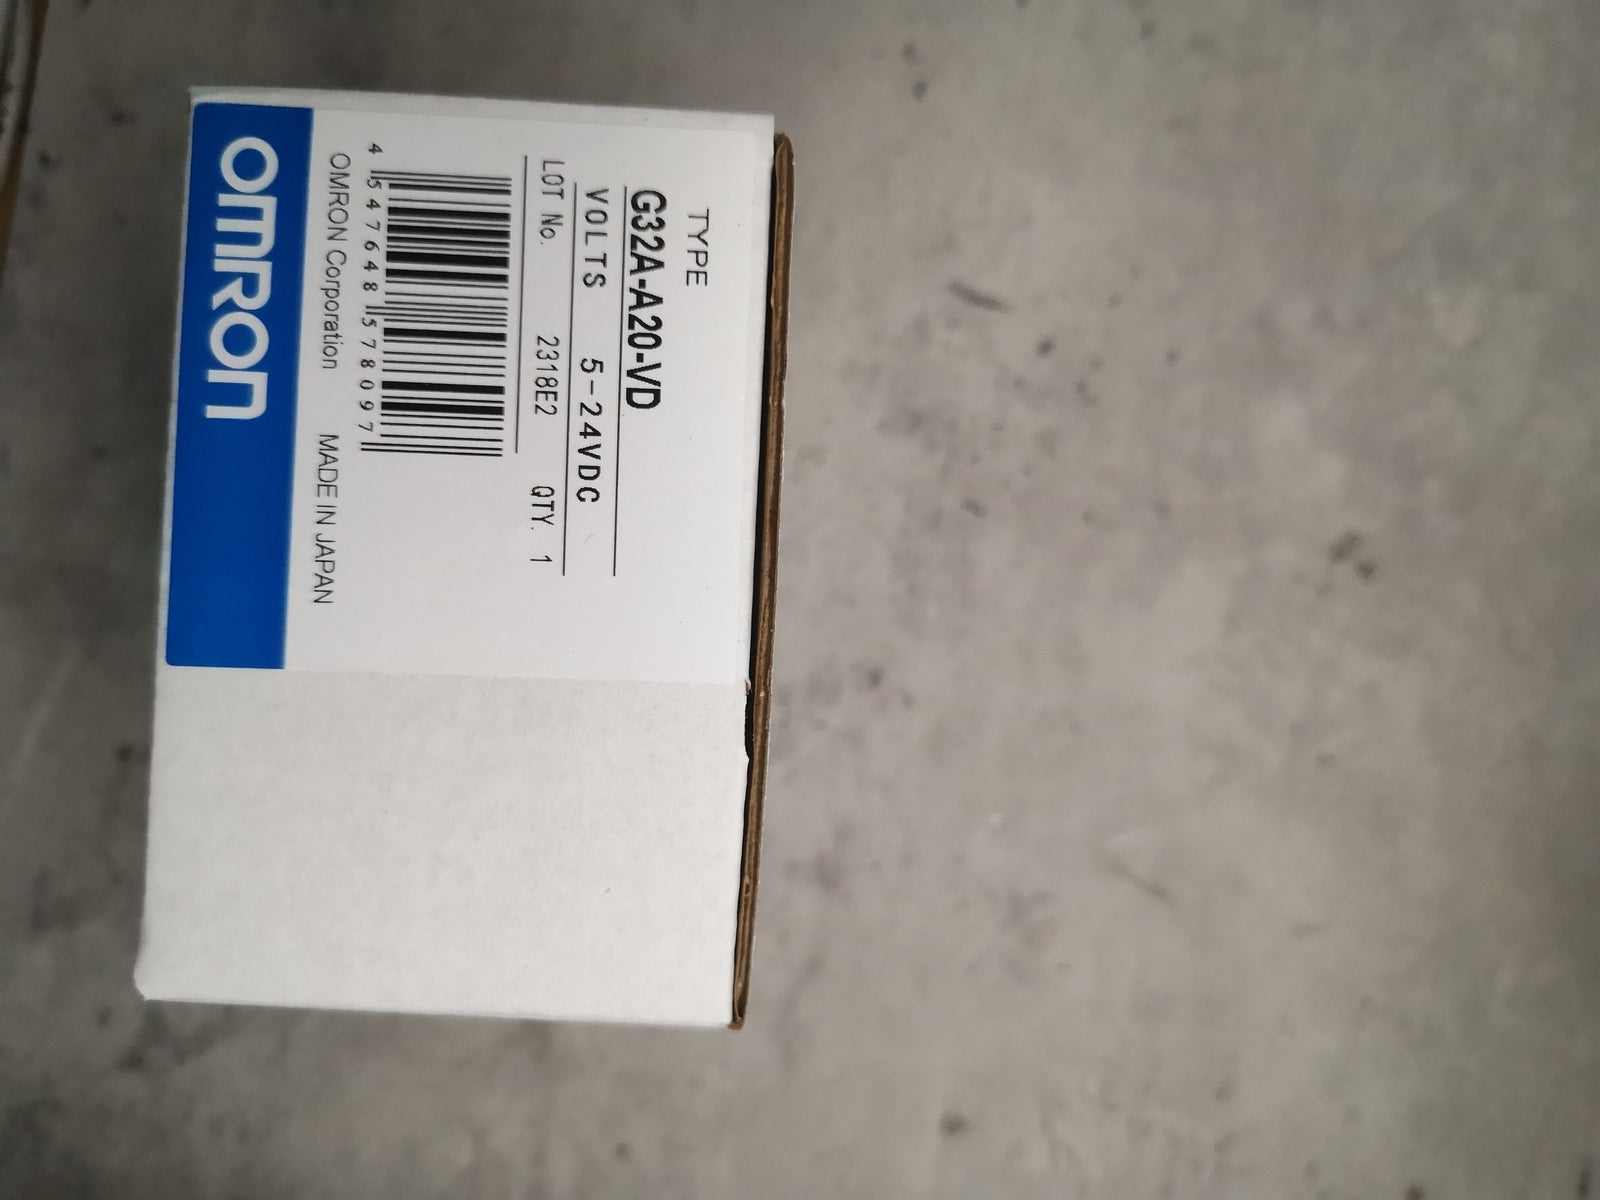 TYPE
G32A-A20-VD
VOLTS 5-24VDC
LOT No. 2318E2 QTY. 1
4 547648 578097
OMRON Corporation MADE IN JAPAN
OMRON